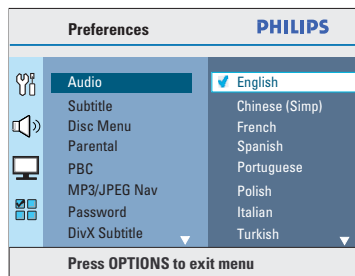 Preferences
PHILIPS
Audio
Subtitle
Disc Menu
Parental
PBC
MP3/JPEG Nav
Password
DivX Subtitle
English
Chinese (Simp)
French
Spanish
Portuguese
Polish
Italian
Turkish
Press OPTIONS to exit menu